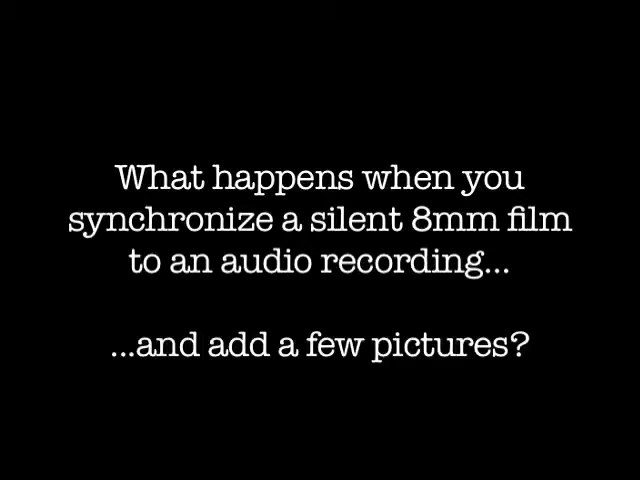 What happens when you
synchronize a silent 8mm film
to an audio recording...
...and add a few pictures?